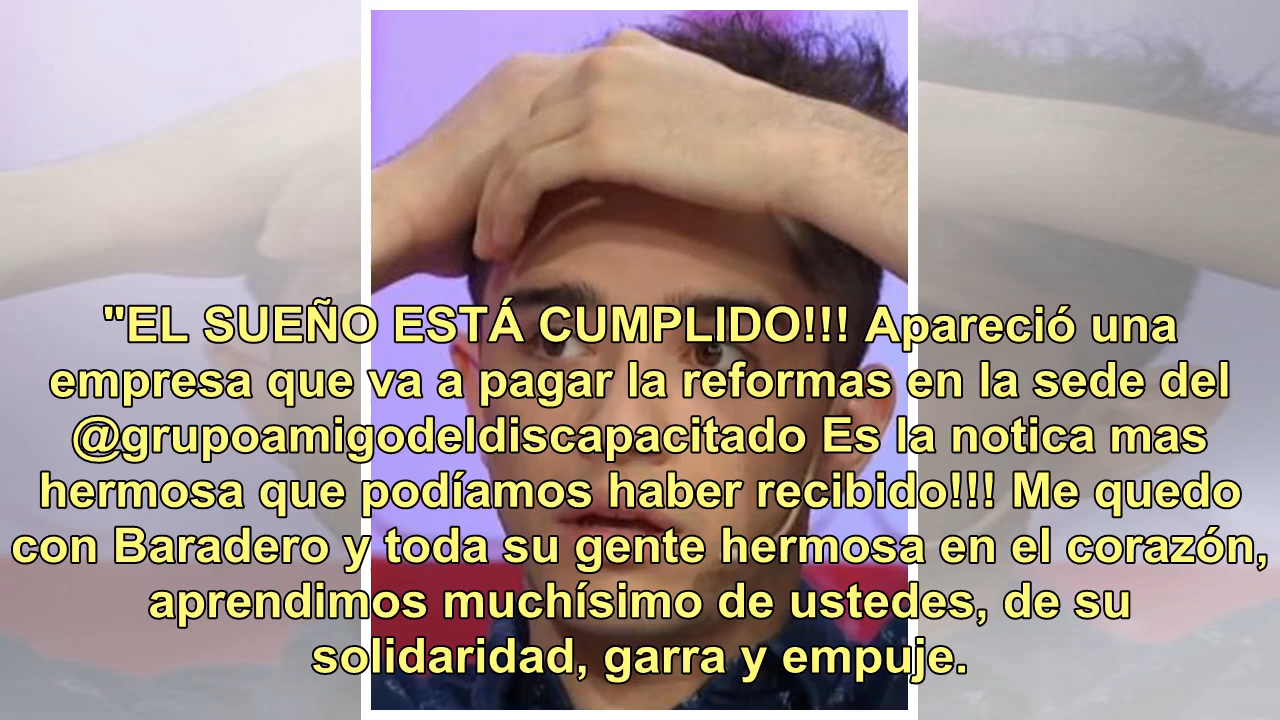 "EL SUEÑO ESTÁ CUMPLIDO!!! Apareció una
empresa que va a pagar la reformas en la sede del
@grupoamigodeldiscapacitado Es la notica mas
hermosa que podíamos haber recibido!!! Me quedo
con Baradero y toda su gente hermosa en el corazón,
aprendimos muchísimo de ustedes, de su
solidaridad, garra y empuje.